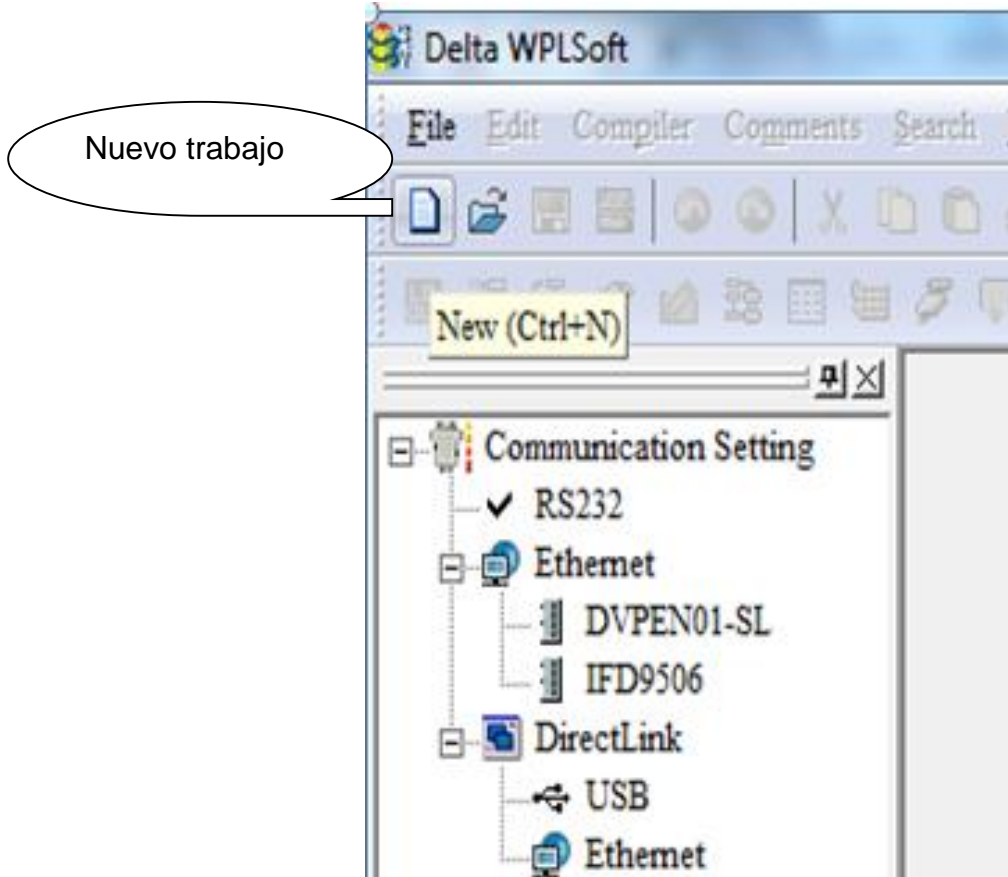 Delta WPLSoft
Nuevo trabajo
File Edit Compiler Comments Search
New (Ctrl+N)
Communication Setting
RS232
Ethernet
DVPEN01-SL
IFD9506
DirectLink
USB
Ethernet